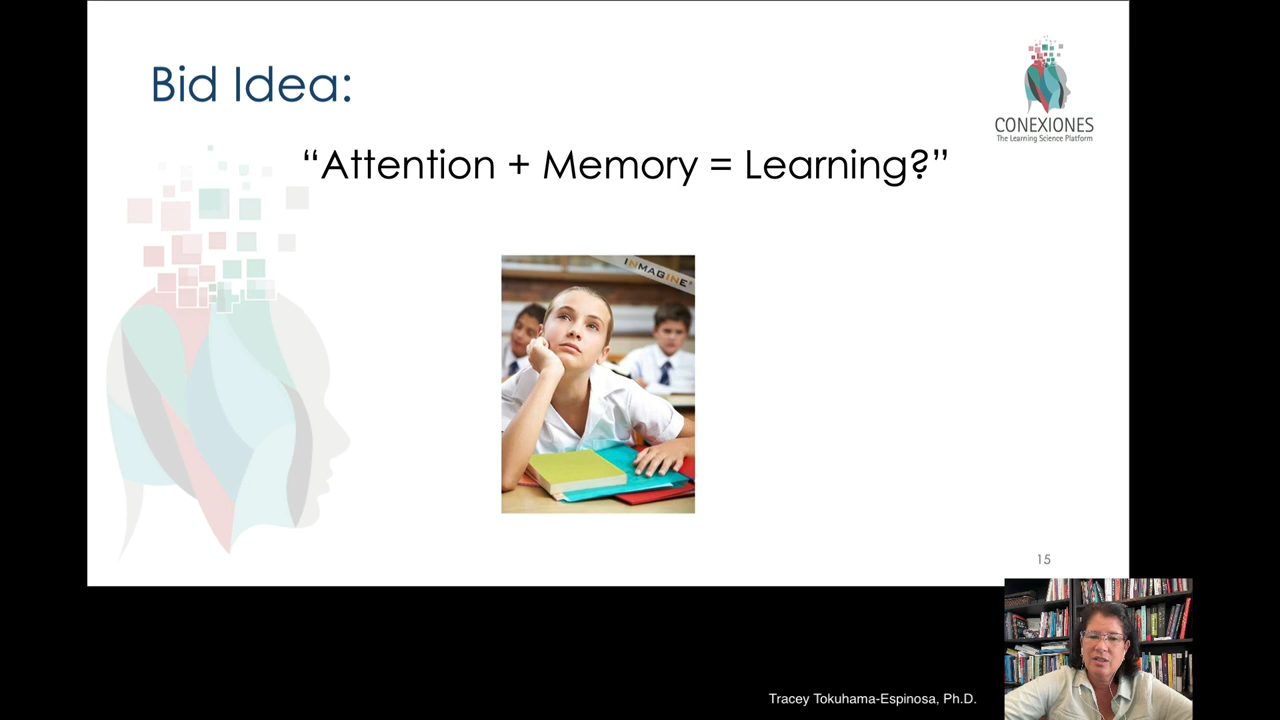 Bid Idea:
CONEXIONES
The Learning Science Platform
“Attention + Memory = Learning?”
INMAGINE®
15
Tracey Tokuhama-Espinosa, Ph.D.